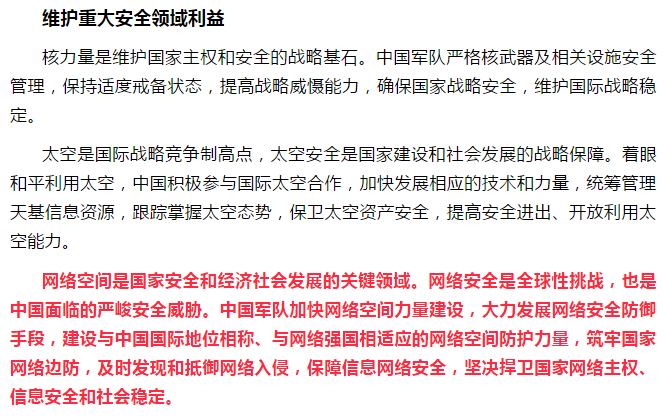 维护重大安全领域利益
核力量是维护国家主权和安全的战略基石。中国军队严格核武器及相关设施安全
管理，保持适度戒备状态，提高战略威慑能力，确保国家战略安全，维护国际战略稳
定。
太空是国际战略竞争制高点，太空安全是国家建设和社会发展的战略保障。着眼
和平利用太空，中国积极参与国际太空合作，加快发展相应的技术和力量，统筹管理
天基信息资源，跟踪掌握太空态势，保卫太空资产安全，提高安全进出、开放利用太
空能力。
网络空间是国家安全和经济社会发展的关键领域。网络安全是全球性挑战，也是
中国面临的严峻安全威胁。中国军队加快网络空间力量建设，大力发展网络安全防御
手段，建设与中国国际地位相称、与网络强国相适应的网络空间防护力量，筑牢国家
网络边防，及时发现和抵御网络入侵，保障信息网络安全，坚决捍卫国家网络主权、
信息安全和社会稳定。